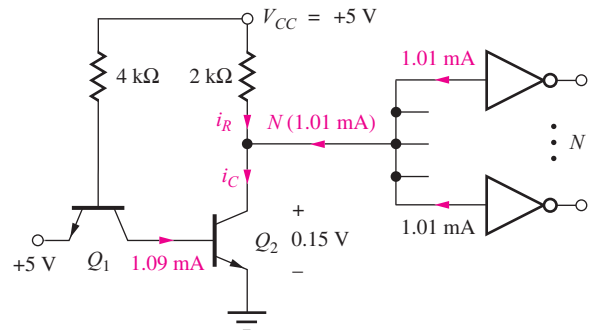 V_CC = +5 V
4 kΩ
2 kΩ
1.01 mA
i_R
N (1.01 mA)
N
i_C
+
Q_2 0.15 V
–
+5 V
Q_1
1.09 mA
1.01 mA